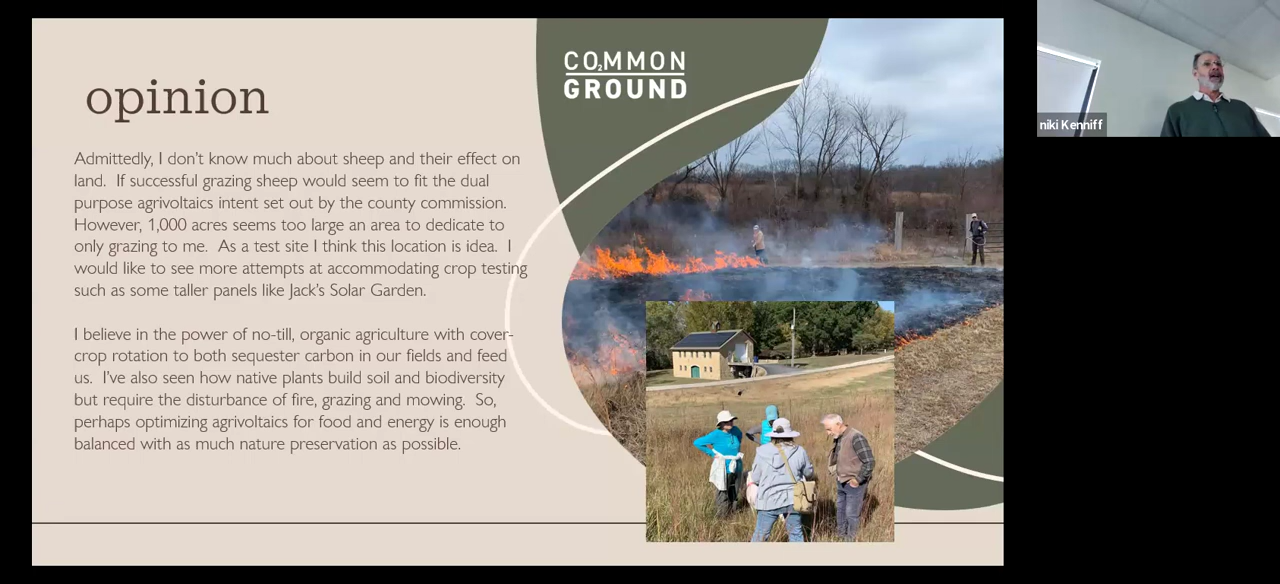 opinion
CO₂MMON
GROUND
Admittedly, I don't know much about sheep and their effect on
land. If successful grazing sheep would seem to fit the dual
purpose agrivoltaics intent set out by the county commission.
However, 1,000 acres seems too large an area to dedicate to
only grazing to me. As a test site I think this location is idea. I
would like to see more attempts at accommodating crop testing
such as some taller panels like Jack's Solar Garden.
I believe in the power of no-till, organic agriculture with cover-
crop rotation to both sequester carbon in our fields and feed
us. I've also seen how native plants build soil and biodiversity
but require the disturbance of fire, grazing and mowing. So,
perhaps optimizing agrivoltaics for food and energy is enough
balanced with as much nature preservation as possible.
niki Kenniff